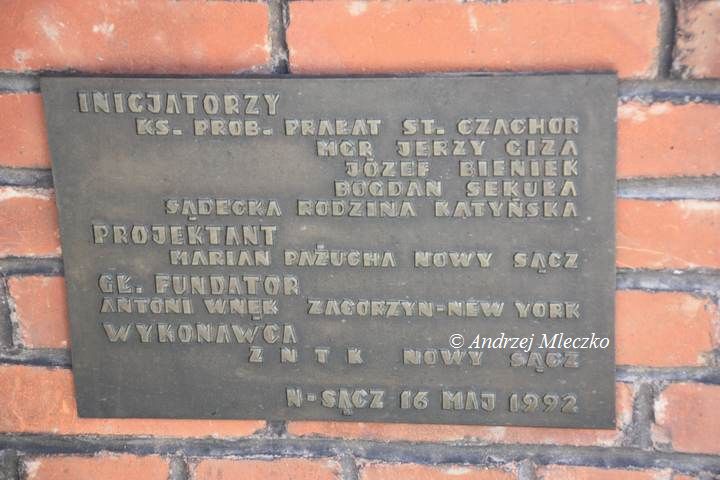 INICJATORZY
KS. PROB. PRAŁAT ST. CZACHOR
MGR JERZY GIZA
JÓZEF BIENIEK
BOGDAN SEKUŁA
SĄDECKA RODZINA KATYŃSKA
PROJEKTANT
MARIAN PAŻUCHA NOWY SĄCZ
GŁ. FUNDATOR
ANTONI WNĘK ZAGORZYN-NEW YORK
WYKONAWCA
© Andrzej Mleczko
Z N T K NOWY SĄCZ
N-SĄCZ 16 MAJ 1992